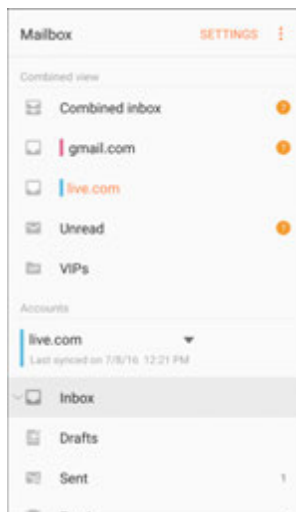 Mailbox SETTINGS
Combined view
Combined inbox
gmail.com
live.com
Unread
VIPs
Accounts
live.com
Last synced on 7/8/16 12:21 PM
Inbox
Drafts
Sent 1